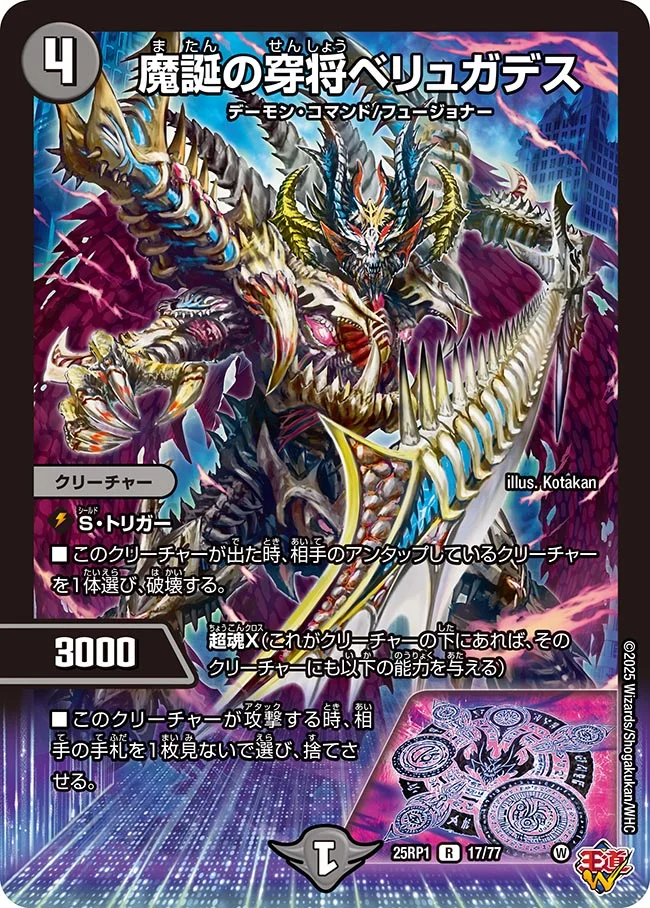 4
魔誕の穿将ベリュガデス
デーモン・コマンド/フュージョナー
クリーチャー
illus. Kotakan
S・トリガー
■このクリーチャーが出た時、相手のアンタップしているクリーチャー
を1体選び、破壊する。
3000
超魂X(これがクリーチャーの下にあれば、その
クリーチャーにも以下の能力を与える)
■このクリーチャーが攻撃する時、相
手の手札を1枚見ないで選び、捨てさ
せる。
©2025 Wizards/Shogakukan/WHC
1
25RP1 R 17/77 W
王道W